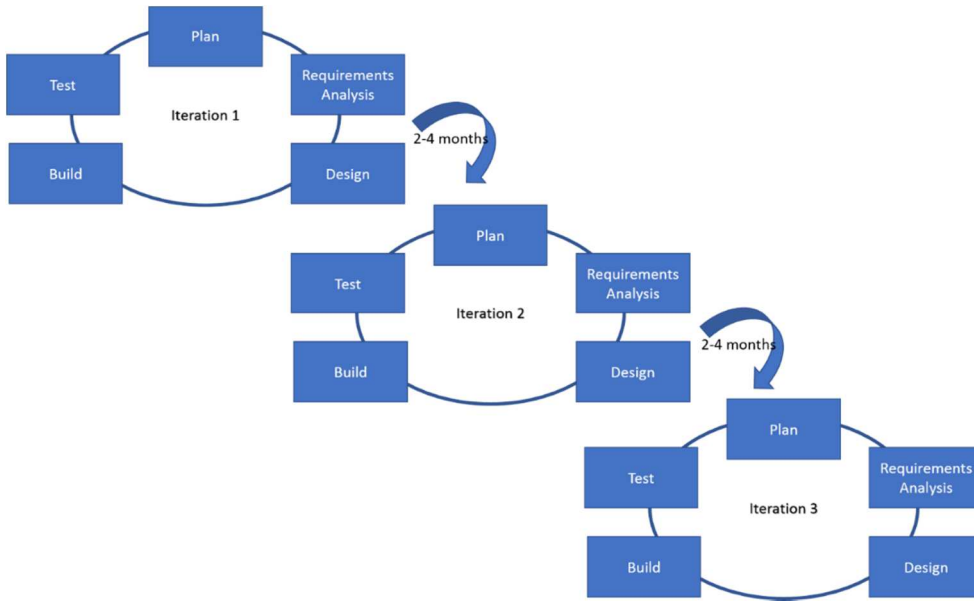 Plan
Test
Requirements
Analysis
Iteration 1
2-4 months
Build
Design
Plan
Test
Requirements
Analysis
Iteration 2
2-4 months
Build
Design
Plan
Test
Requirements
Analysis
Iteration 3
Build
Design